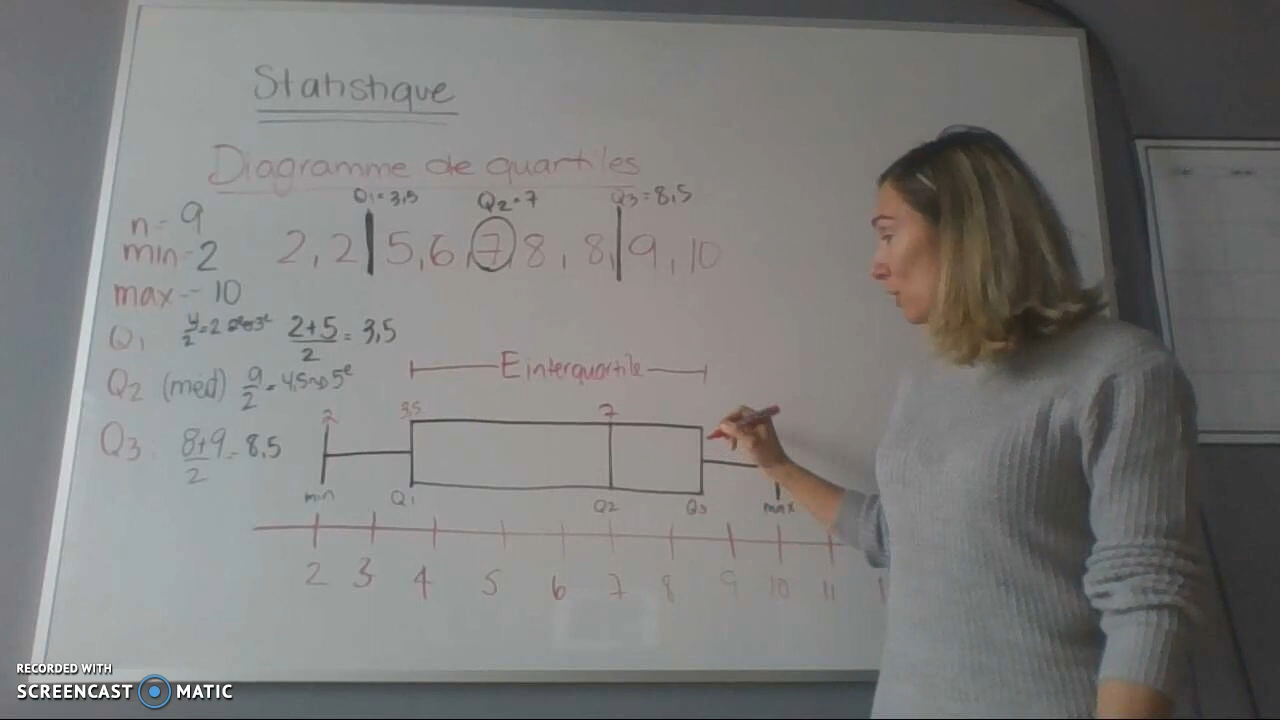 Statistique
Diagramme de quartiles
Q1=3,5 Q2=7 Q3=8,5
n=9
min=2
2, 2 | 5, 6, 7, 8, 8, | 9, 10
max=10
Q1 4/2=2 2e et 3e 2+5/2=3,5
E interquartile
Q2 (méd) 9/2=4,5→5e
Q3: 8+9/2=8,5
2 3,5 7
min Q1 Q2 Q3 max
2 3 4 5 6 7 8 9 10 11
RECORDED WITH
SCREENCAST MATIC